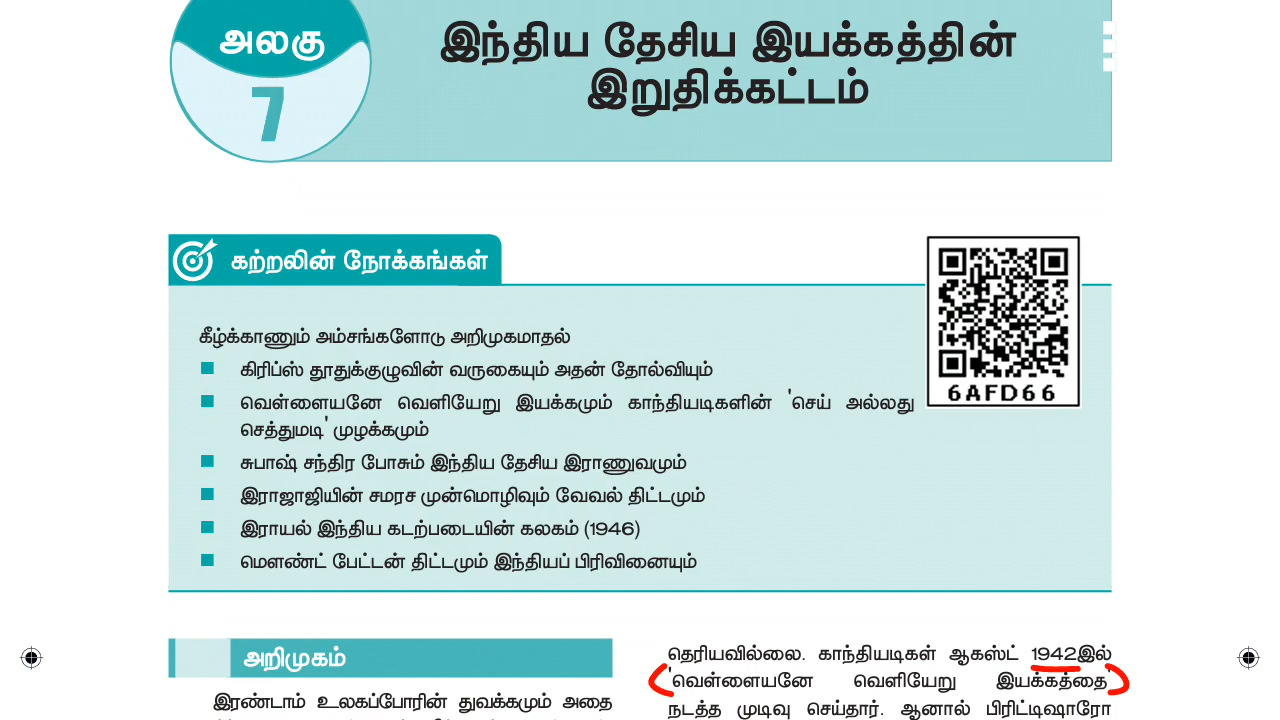 அலகு
7
இந்திய தேசிய இயக்கத்தின்
இறுதிக்கட்டம்
கற்றலின் நோக்கங்கள்
6AFD66
கீழ்க்காணும் அம்சங்களோடு அறிமுகமாதல்
கிரிப்ஸ் தூதுக்குழுவின் வருகையும் அதன் தோல்வியும்
வெள்ளையனே வெளியேறு இயக்கமும் காந்தியடிகளின் 'செய் அல்லது
செத்துமடி' முழக்கமும்
சுபாஷ் சந்திர போசும் இந்திய தேசிய இராணுவமும்
இராஜாஜியின் சமரச முன்மொழிவும் வேவல் திட்டமும்
இராயல் இந்திய கடற்படையின் கலகம் (1946)
மௌண்ட் பேட்டன் திட்டமும் இந்தியப் பிரிவினையும்
அறிமுகம்
இரண்டாம் உலகப்போரின் துவக்கமும் அதை
தெரியவில்லை. காந்தியடிகள் ஆகஸ்ட் 1942இல்
'வெள்ளையனே வெளியேறு இயக்கத்தை'
நடத்த முடிவு செய்தார். ஆனால் பிரிட்டிஷாரோ